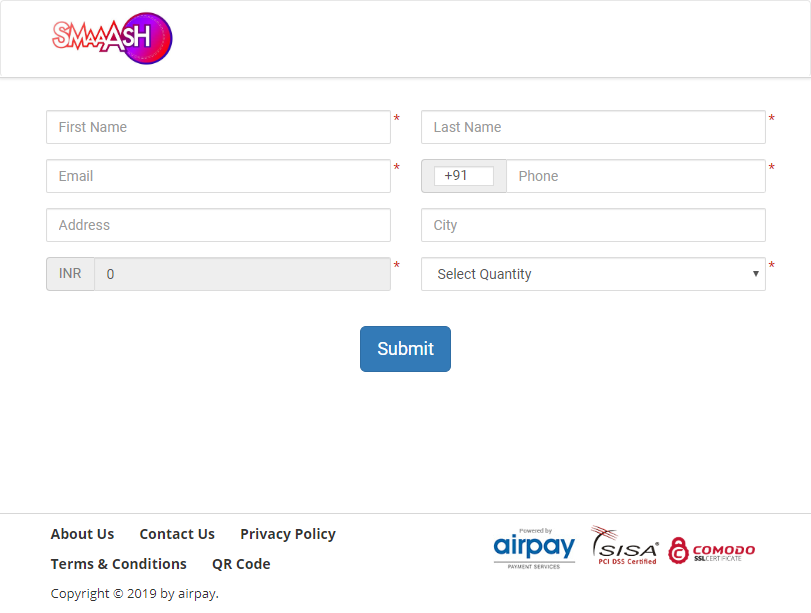 SMAAASH
First Name * Last Name *
Email * +91 Phone *
Address City
INR 0 * Select Quantity ▾ *
Submit
About Us Contact Us Privacy Policy
Terms & Conditions QR Code
Copyright © 2019 by airpay.
Powered by
airpay
PAYMENT SERVICES
SISA
PCI DSS Certified
COMODO
SSL CERTIFICATE